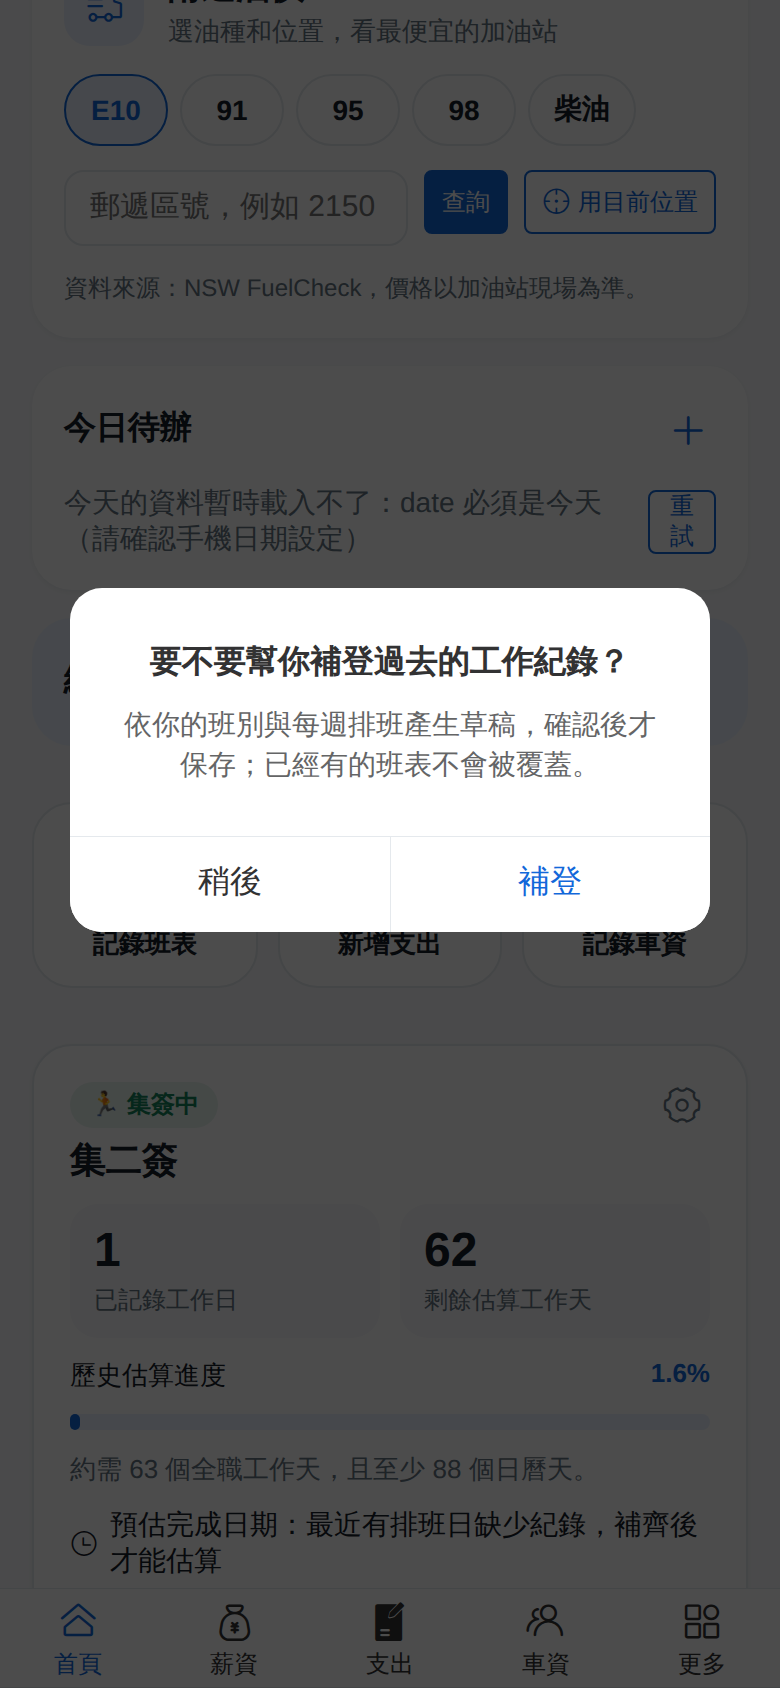 選油種和位置，看最便宜的加油站
E10 91 95 98 柴油
郵遞區號，例如 2150 查詢 用目前位置
資料來源：NSW FuelCheck，價格以加油站現場為準。
今日待辦
今天的資料暫時載入不了：date 必須是今天
（請確認手機日期設定）
重
試
要不要幫你補登過去的工作紀錄？
依你的班別與每週排班產生草稿，確認後才
保存；已經有的班表不會被覆蓋。
稍後 補登
記錄班表 新增支出 記錄車資
🏃 集簽中
集二簽
1 62
已記錄工作日 剩餘估算工作天
歷史估算進度 1.6%
約需 63 個全職工作天，且至少 88 個日曆天。
預估完成日期：最近有排班日缺少紀錄，補齊後
才能估算
首頁 薪資 支出 車資 更多